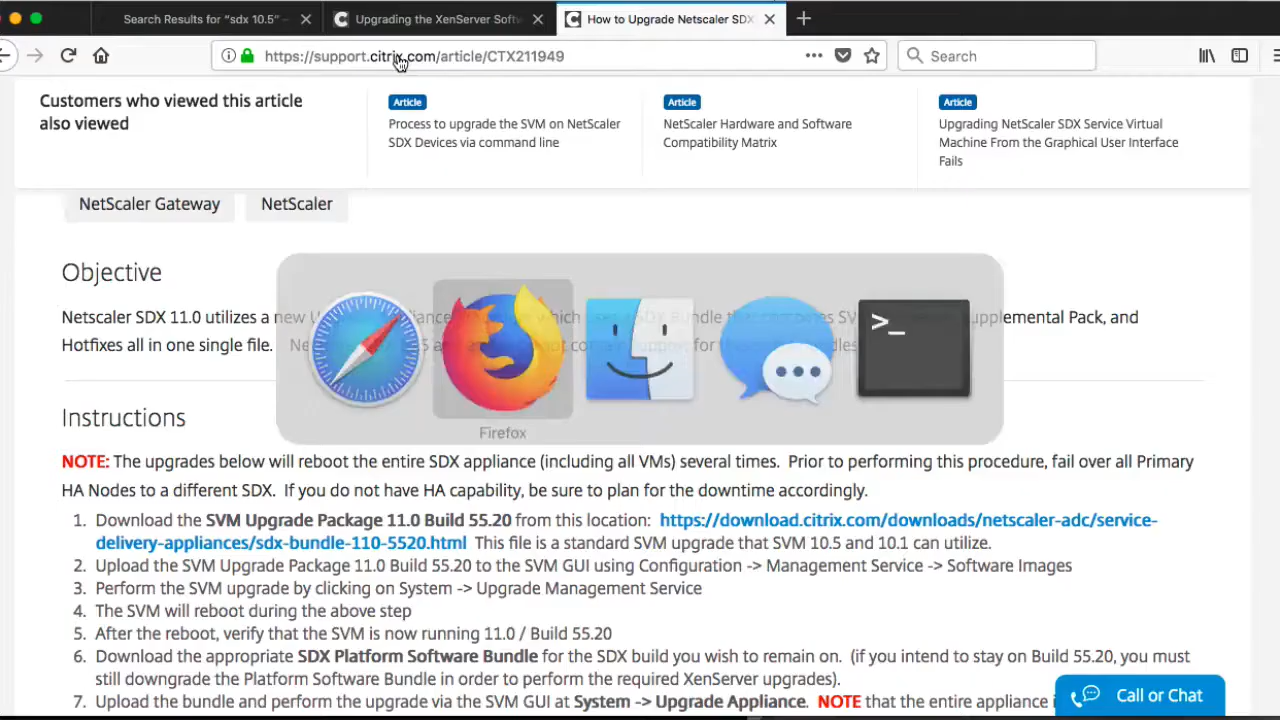 Search Results for “sdx 10.5” –
Upgrading the XenServer Softw
How to Upgrade Netscaler SDX
https://support.citrix.com/article/CTX211949
Search
Customers who viewed this article
also viewed
Article
Process to upgrade the SVM on NetScaler
SDX Devices via command line
Article
NetScaler Hardware and Software
Compatibility Matrix
Article
Upgrading NetScaler SDX Service Virtual
Machine From the Graphical User Interface
Fails
NetScaler Gateway
NetScaler
Objective
Netscaler SDX 11.0 utilizes a new Bundle that combines Supplemental Pack, and
Hotfixes all in one single file.
>_
Firefox
Instructions
NOTE: The upgrades below will reboot the entire SDX appliance (including all VMs) several times. Prior to performing this procedure, fail over all Primary
HA Nodes to a different SDX. If you do not have HA capability, be sure to plan for the downtime accordingly.
1. Download the SVM Upgrade Package 11.0 Build 55.20 from this location: https://download.citrix.com/downloads/netscaler-adc/service-
delivery-appliances/sdx-bundle-110-5520.html This file is a standard SVM upgrade that SVM 10.5 and 10.1 can utilize.
2. Upload the SVM Upgrade Package 11.0 Build 55.20 to the SVM GUI using Configuration -> Management Service -> Software Images
3. Perform the SVM upgrade by clicking on System -> Upgrade Management Service
4. The SVM will reboot during the above step
5. After the reboot, verify that the SVM is now running 11.0 / Build 55.20
6. Download the appropriate SDX Platform Software Bundle for the SDX build you wish to remain on. (if you intend to stay on Build 55.20, you must
still downgrade the Platform Software Bundle in order to perform the required XenServer upgrades).
7. Upload the bundle and perform the upgrade via the SVM GUI at System -> Upgrade Appliance. NOTE that the entire appliance
Call or Chat